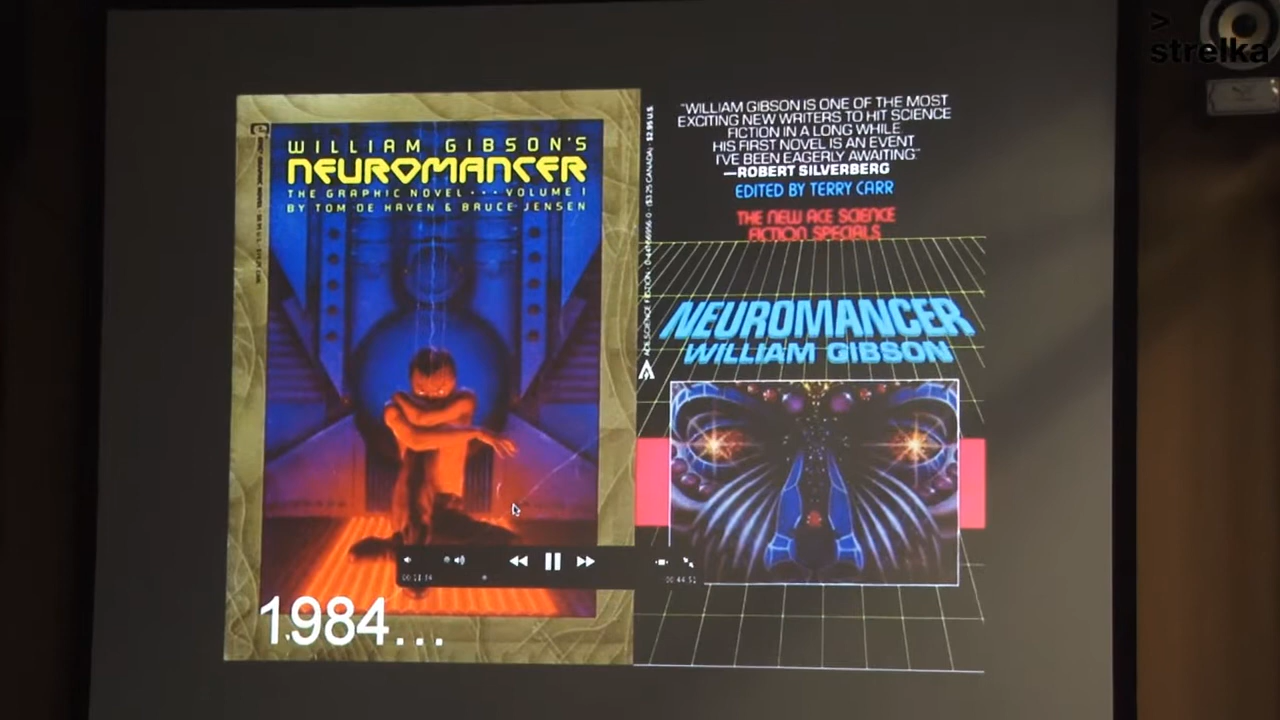 > strelka
WILLIAM GIBSON'S
NEUROMANCER
THE GRAPHIC NOVEL · · · VOLUME I
BY TOM DE HAVEN & BRUCE JENSEN
1984...
"WILLIAM GIBSON IS ONE OF THE MOST
EXCITING NEW WRITERS TO HIT SCIENCE
FICTION IN A LONG WHILE
HIS FIRST NOVEL IS AN EVENT
I'VE BEEN EAGERLY AWAITING."
—ROBERT SILVERBERG
EDITED BY TERRY CARR
THE NEW ACE SCIENCE
FICTION SPECIALS
NEUROMANCER
WILLIAM GIBSON